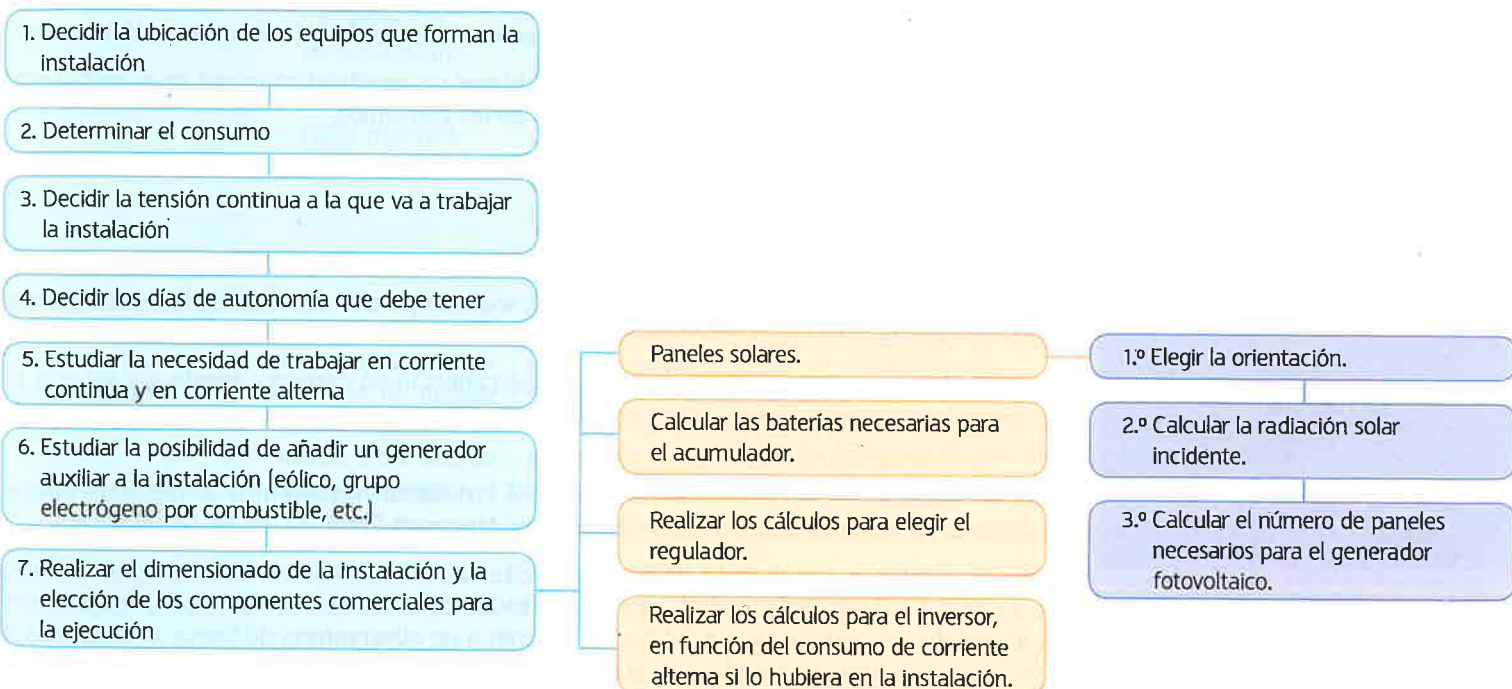 1. Decidir la ubicación de los equipos que forman la
instalación
2. Determinar el consumo
3. Decidir la tensión continua a la que va a trabajar
la instalación
4. Decidir los días de autonomía que debe tener
5. Estudiar la necesidad de trabajar en corriente
continua y en corriente alterna
6. Estudiar la posibilidad de añadir un generador
auxiliar a la instalación (eólico, grupo
electrógeno por combustible, etc.)
7. Realizar el dimensionado de la instalación y la
elección de los componentes comerciales para
la ejecución
Paneles solares.
Calcular las baterías necesarias para
el acumulador.
Realizar los cálculos para elegir el
regulador.
Realizar los cálculos para el inversor,
en función del consumo de corriente
alterna si lo hubiera en la instalación.
1.º Elegir la orientación.
2.º Calcular la radiación solar
incidente.
3.º Calcular el número de paneles
necesarios para el generador
fotovoltaico.